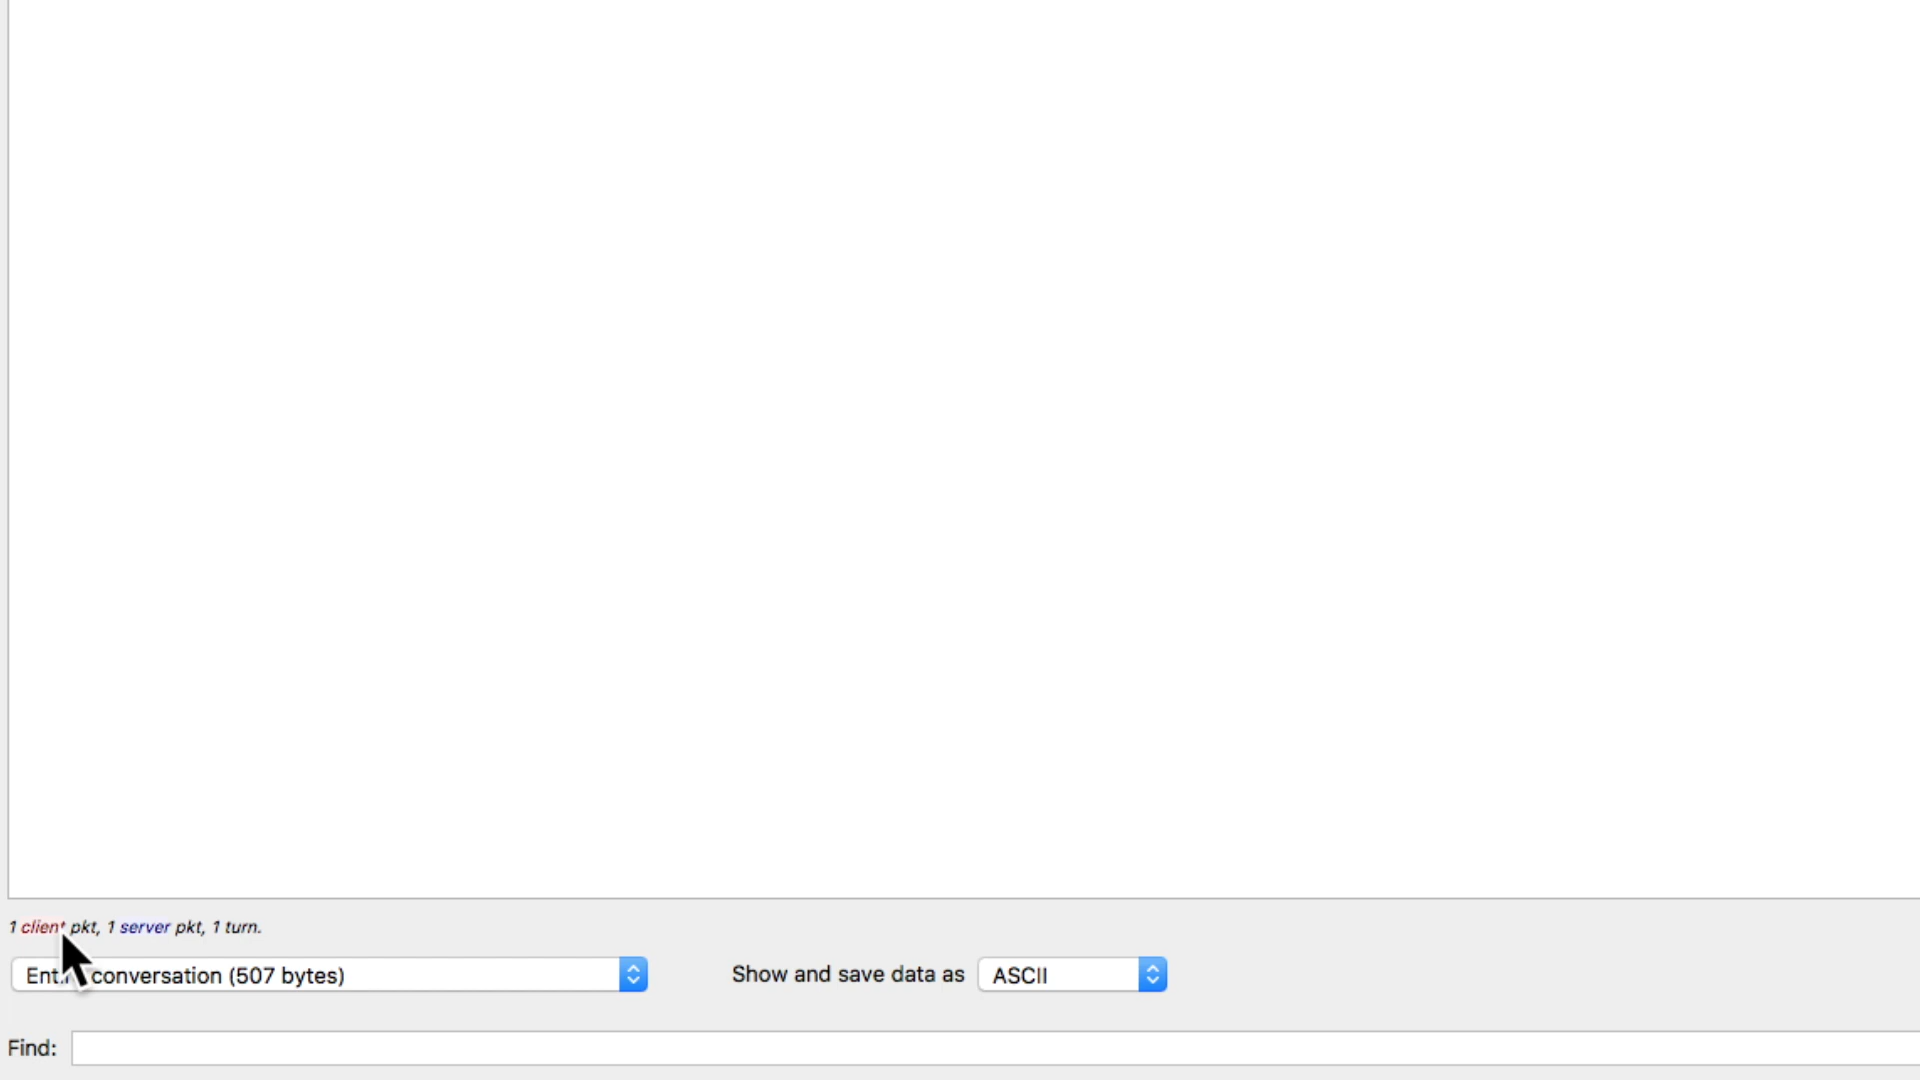 1 client pkt, 1 server pkt, 1 turn.
conversation (507 bytes)
Show and save data as ASCII
Find: